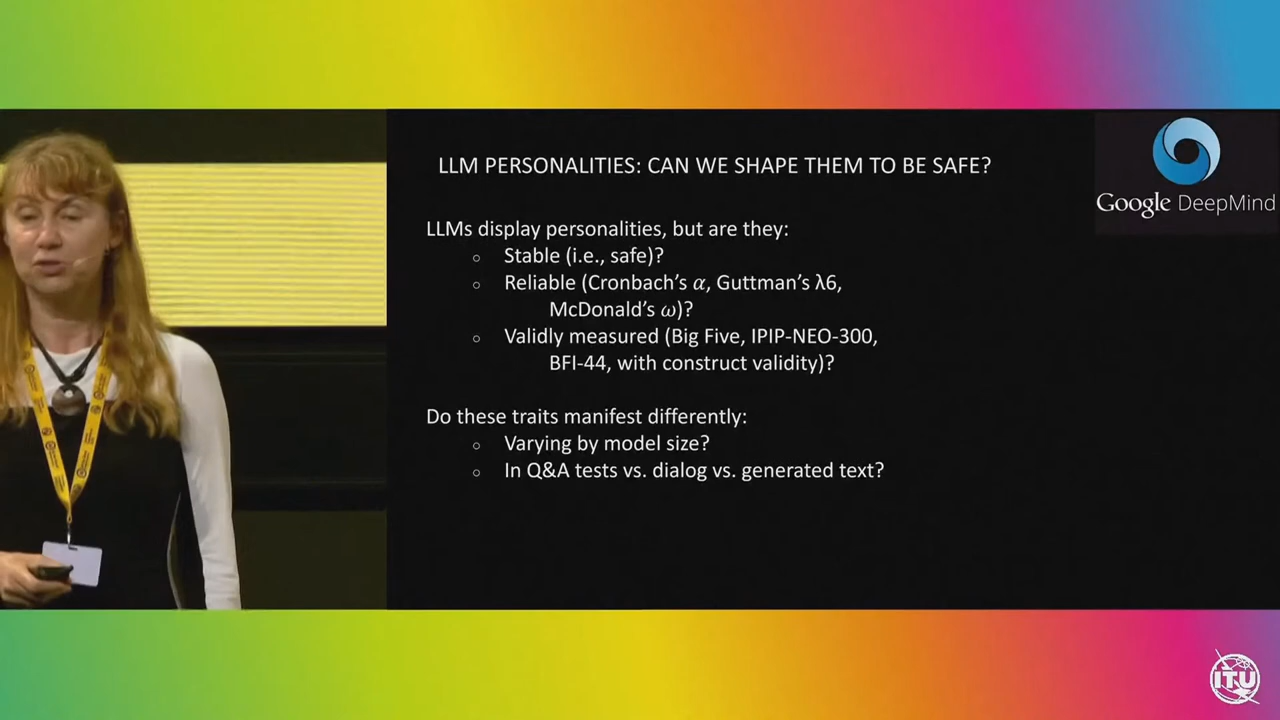 LLM PERSONALITIES: CAN WE SHAPE THEM TO BE SAFE?
Google DeepMind
LLMs display personalities, but are they:
○ Stable (i.e., safe)?
○ Reliable (Cronbach's 𝛼, Guttman's λ6,
McDonald's 𝜔)?
○ Validly measured (Big Five, IPIP-NEO-300,
BFI-44, with construct validity)?
Do these traits manifest differently:
○ Varying by model size?
○ In Q&A tests vs. dialog vs. generated text?
ITU